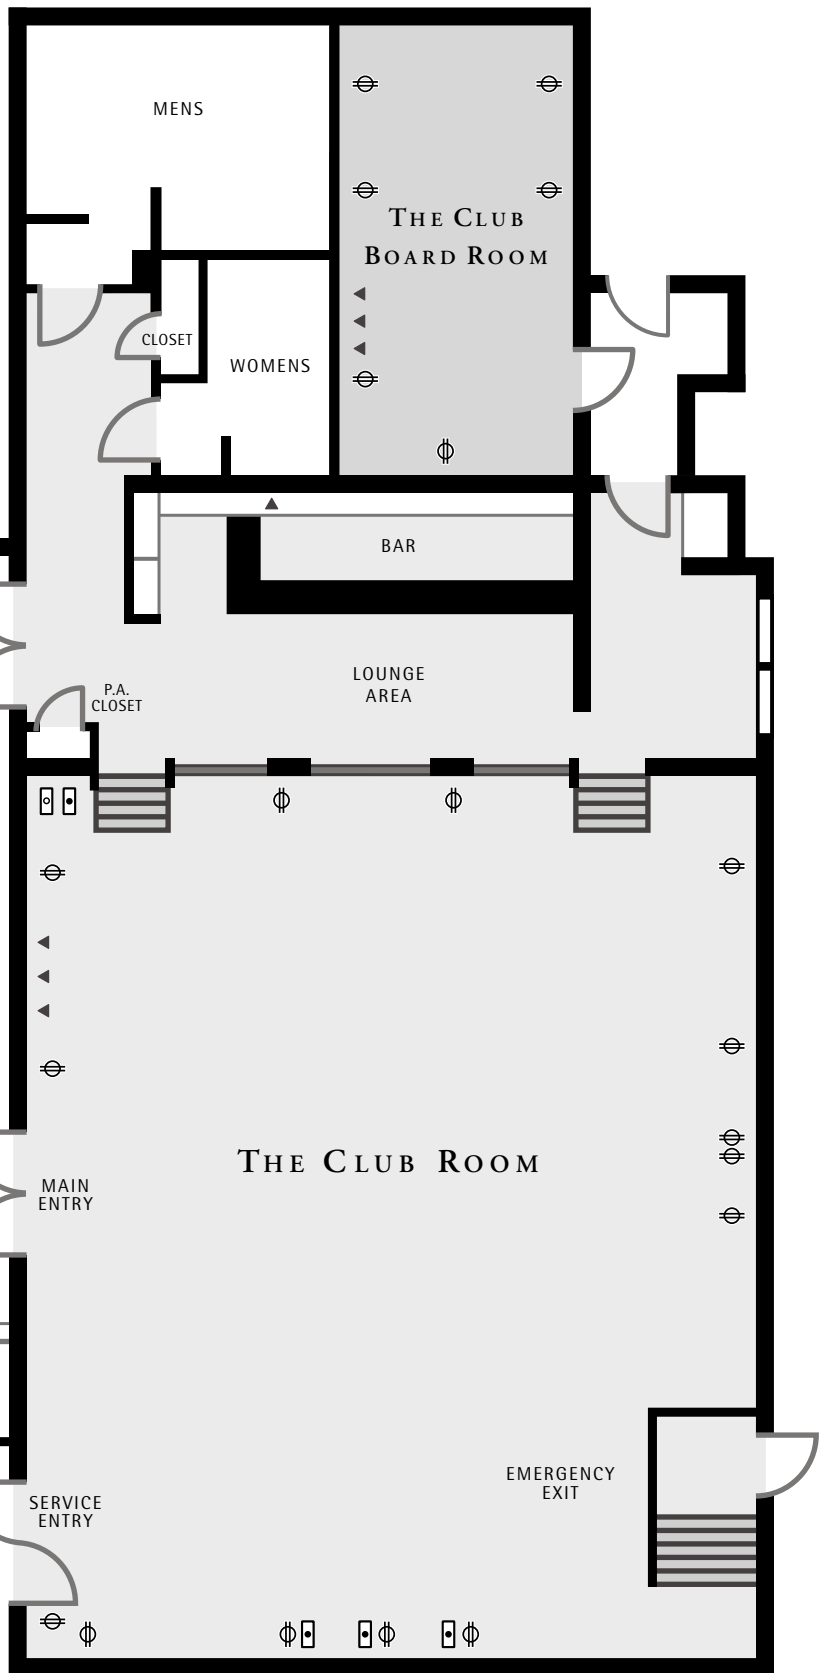 MENS
THE CLUB
BOARD ROOM
CLOSET
WOMENS
BAR
LOUNGE
AREA
P.A.
CLOSET
THE CLUB ROOM
MAIN
ENTRY
EMERGENCY
EXIT
SERVICE
ENTRY